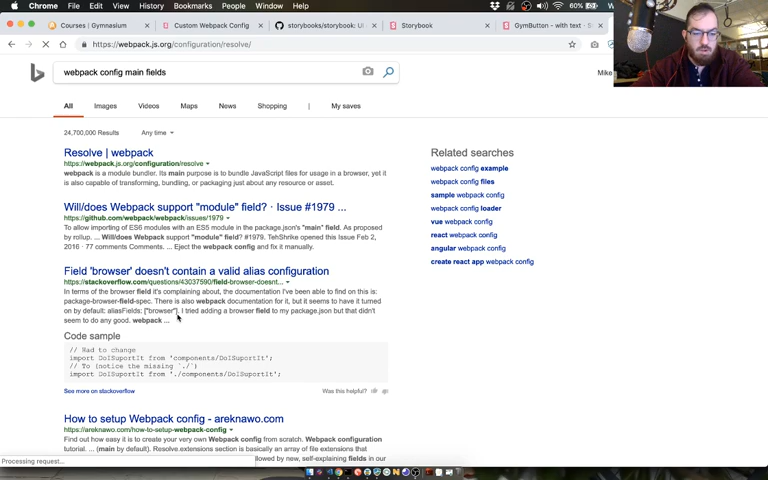 Chrome File Edit View History Bookmarks People Window Help
60%
Courses | Gymnasium
Custom Webpack Config
storybooks/storybook: UI
Storybook
GymButton - with text
https://webpack.js.org/configuration/resolve/
webpack config main fields
Mike
All Images Videos Maps News Shopping | My saves
24,700,000 Results Any time
Resolve | webpack
https://webpack.js.org/configuration/resolve
webpack is a module bundler. Its main purpose is to bundle JavaScript files for usage in a browser, yet it
is also capable of transforming, bundling, or packaging just about any resource or asset.
Will/does Webpack support "module" field? · Issue #1979 ...
https://github.com/webpack/webpack/issues/1979
To allow importing of ES6 modules with an ES5 module in the package.json's "main" field. As proposed
by rollup. ... Will/does Webpack support "module" field? #1979. TehShrike opened this Issue Feb 2,
2016 · 77 comments Comments. ... Eject the webpack config and fix it manually.
Field 'browser' doesn't contain a valid alias configuration
https://stackoverflow.com/questions/43037590/field-browser-doesnt...
In terms of the browser field it's complaining about, the documentation I've been able to find on this is:
package-browser-field-spec. There is also webpack documentation for it, but it seems to have it turned
on by default: aliasFields: ["browser"]. I tried adding a browser field to my package.json but that didn't
seem to do any good. webpack ...
Code sample
// Had to change
import DoISuportIt from 'components/DoISuportIt';
// To (notice the missing `./`)
import DoISuportIt from './components/DoISuportIt';
See more on stackoverflow
Was this helpful?
How to setup Webpack config - areknawo.com
https://areknawo.com/how-to-setup-webpack-config
Find out how easy it is to create your very own Webpack config from scratch. Webpack configuration
tutorial. ... (main by default). Resolve.extensions section is basically an array of file extensions that
llowed by new, self-explaining fields in our
Processing request...
Related searches
webpack config example
webpack config files
sample webpack config
webpack config loader
vue webpack config
react webpack config
angular webpack config
create react app webpack config